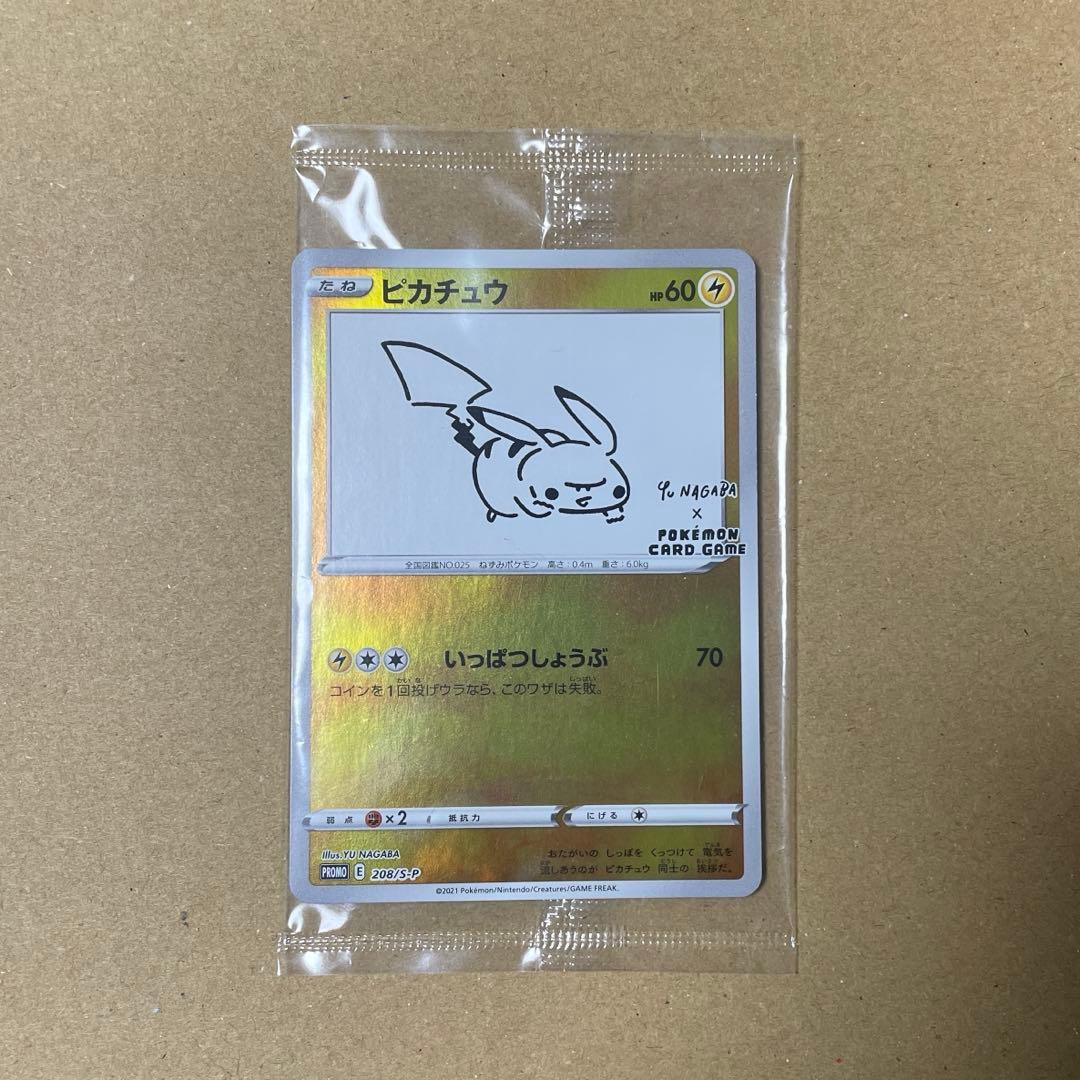 たね ピカチュウ HP60
YU NAGABA
×
POKÉMON
CARD GAME
全国図鑑NO.025 ねずみポケモン 高さ:0.4m 重さ:6.0kg
いっぱつしょうぶ 70
コインを1回投げウラなら、このワザは失敗。
弱点 ×2 抵抗力 にげる
Illus.YU NAGABA
おたがいの しっぽを くっつけて 電気を
PROMO E 208/S-P
流しあうのが ピカチュウ 同士の 挨拶だ。
©2021 Pokémon/Nintendo/Creatures/GAME FREAK.